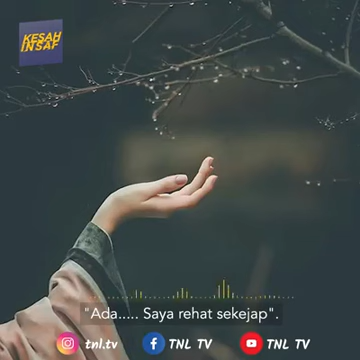 KESAH
INSAF
"Ada..... Saya rehat sekejap".
tnl.tv TNL TV TNL TV